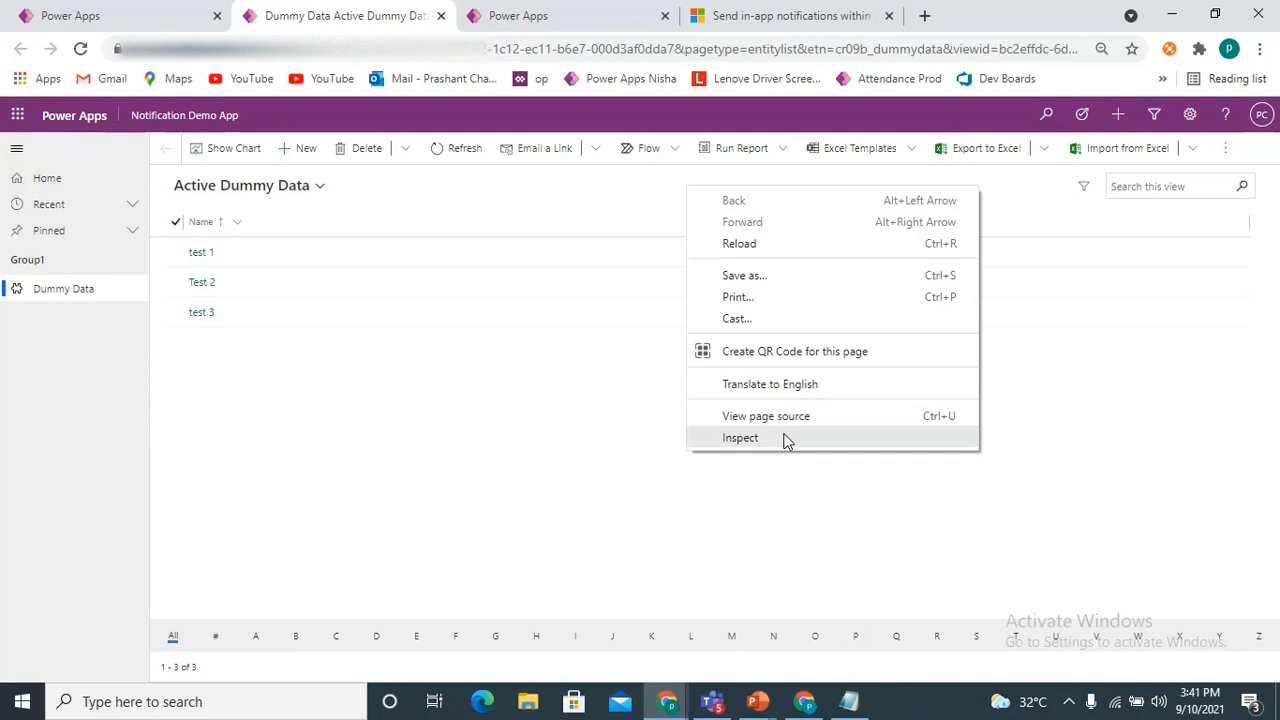 Power Apps
Dummy Data Active Dummy Dat
Power Apps
Send in-app notifications within
-1c12-ec11-b6e7-000d3af0dda7&pagetype=entitylist&etn=cr09b_dummydata&viewid=bc2effdc-6d...
P
Apps
Gmail
Maps
YouTube
YouTube
Mail - Prashant Cha...
op
Power Apps Nisha
L
Lenove Driver Scree...
Attendance Prod
Dev Boards
»
Reading list
Power Apps
Notification Demo App
?
PC
Show Chart
New
Delete
Refresh
Email a Link
Flow
Run Report
Excel Templates
Export to Excel
Import from Excel
Home
Recent
Pinned
Group1
Dummy Data
Active Dummy Data
Search this view
Name ↑
test 1
Test 2
test 3
Back Alt+Left Arrow
Forward Alt+Right Arrow
Reload Ctrl+R
Save as... Ctrl+S
Print... Ctrl+P
Cast...
Create QR Code for this page
Translate to English
View page source Ctrl+U
Inspect
Activate Windows
Go to Settings to activate Windows.
All # A B C D E F G H I J K L M N O P Q R S T U V W X Y Z
1 - 3 of 3
Type here to search
32°C
3:41 PM
9/10/2021
3